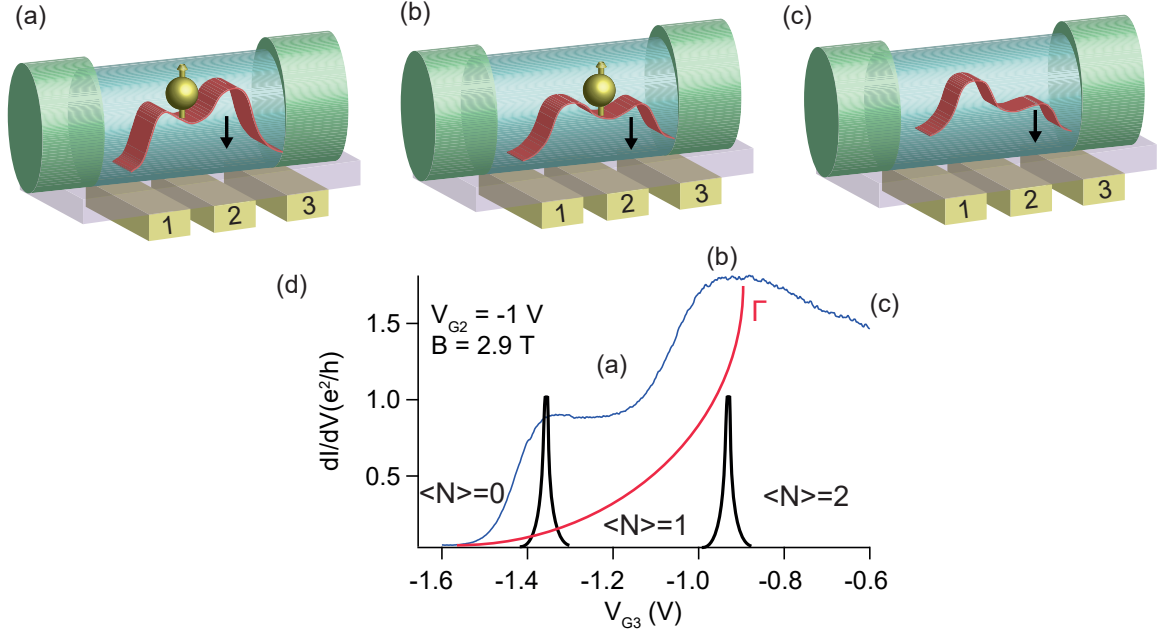 (a)
(b)
(c)
1 2 3
1 2 3
1 2 3
(d)
V_G2 = -1 V
B = 2.9 T
(a)
(b)
(c)
Γ
<N>=0
<N>=1
<N>=2
dI/dV(e²/h)
1.5
1.0
0.5
-1.6 -1.4 -1.2 -1.0 -0.8 -0.6
V_G3 (V)